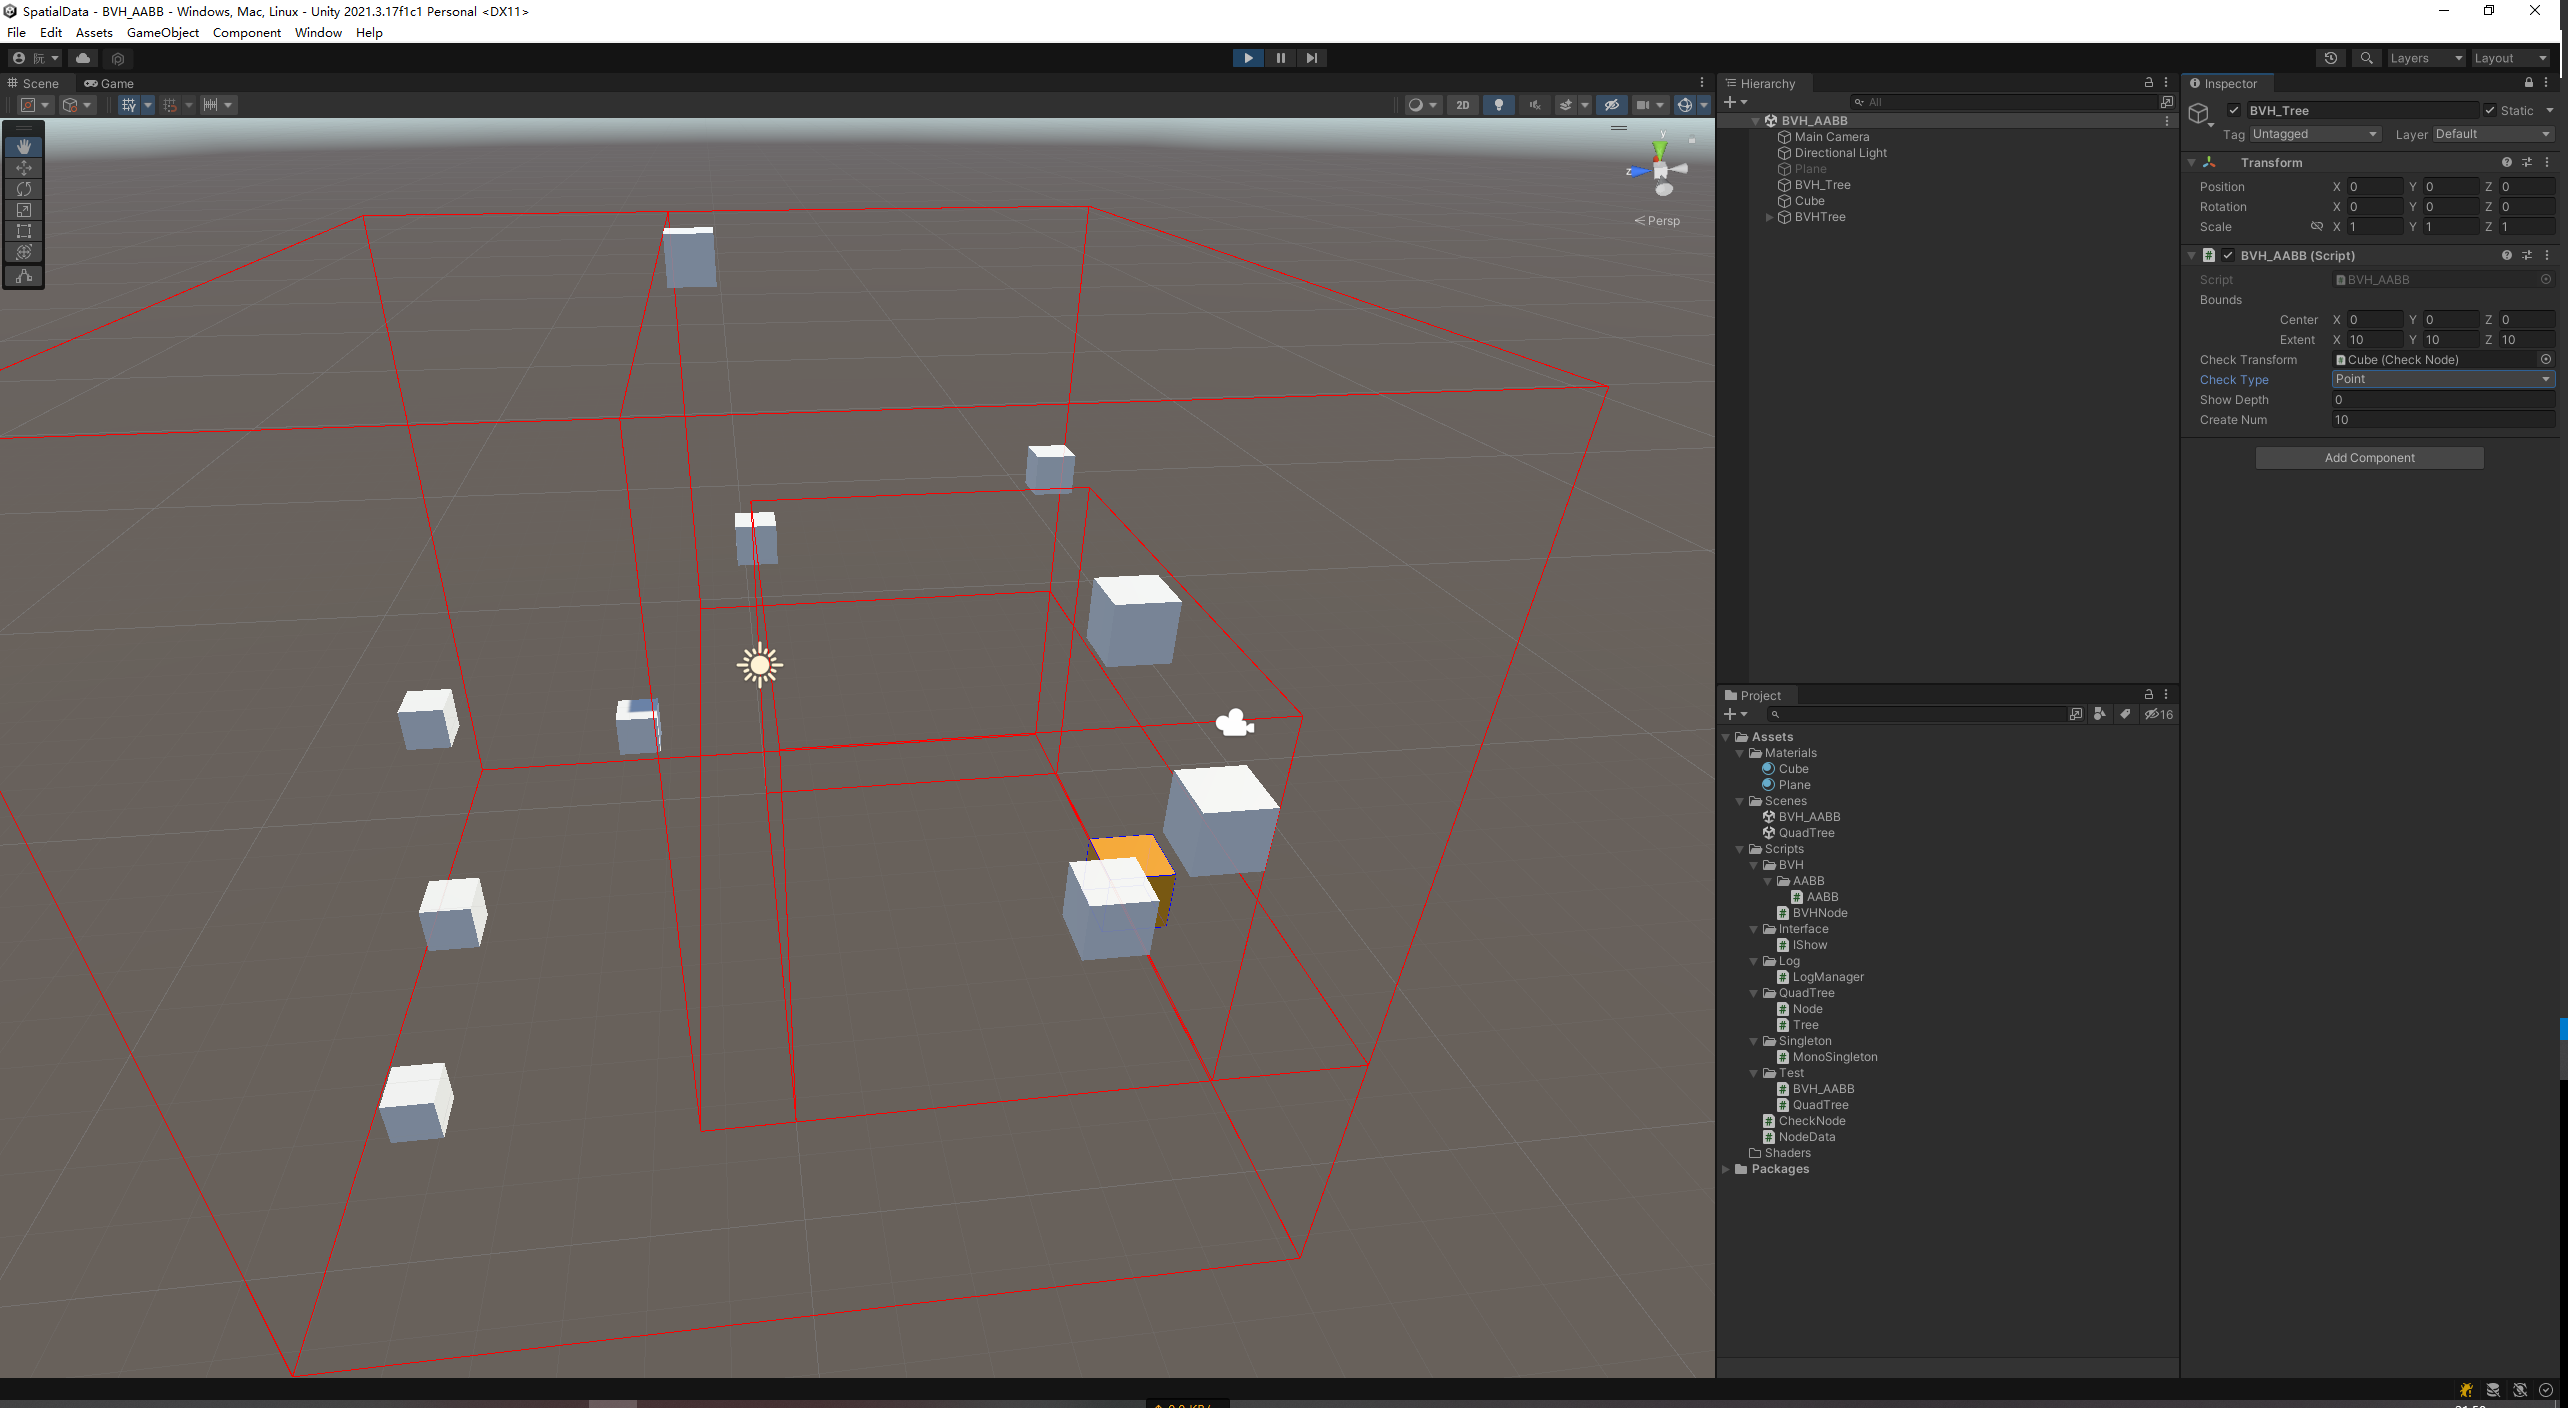 SpatialData - BVH_AABB - Windows, Mac, Linux - Unity 2021.3.17f1c1 Personal <DX11>
File Edit Assets GameObject Component Window Help
阮
Layers Layout
Scene Game
2D
y
z
Persp
Hierarchy
All
BVH_AABB
Main Camera
Directional Light
Plane
BVH_Tree
Cube
BVHTree
Project
16
Assets
Materials
Cube
Plane
Scenes
BVH_AABB
QuadTree
Scripts
BVH
AABB
AABB
BVHNode
Interface
IShow
Log
LogManager
QuadTree
Node
Tree
Singleton
MonoSingleton
Test
BVH_AABB
QuadTree
CheckNode
NodeData
Shaders
Packages
Inspector
BVH_Tree Static
Tag Untagged Layer Default
Transform
Position X 0 Y 0 Z 0
Rotation X 0 Y 0 Z 0
Scale X 1 Y 1 Z 1
BVH_AABB (Script)
Script BVH_AABB
Bounds
Center X 0 Y 0 Z 0
Extent X 10 Y 10 Z 10
Check Transform Cube (Check Node)
Check Type Point
Show Depth 0
Create Num 10
Add Component